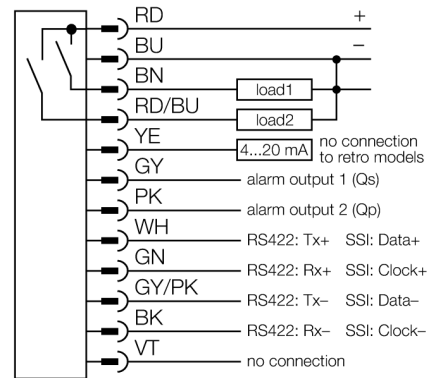 RD +
BU −
BN load1
RD/BU load2
YE 4...20 mA no connection
to retro models
GY alarm output 1 (Qs)
PK alarm output 2 (Qp)
WH RS422: Tx+ SSI: Data+
GN RS422: Rx+ SSI: Clock+
GY/PK RS422: Tx− SSI: Data−
BK RS422: Rx− SSI: Clock−
VT no connection